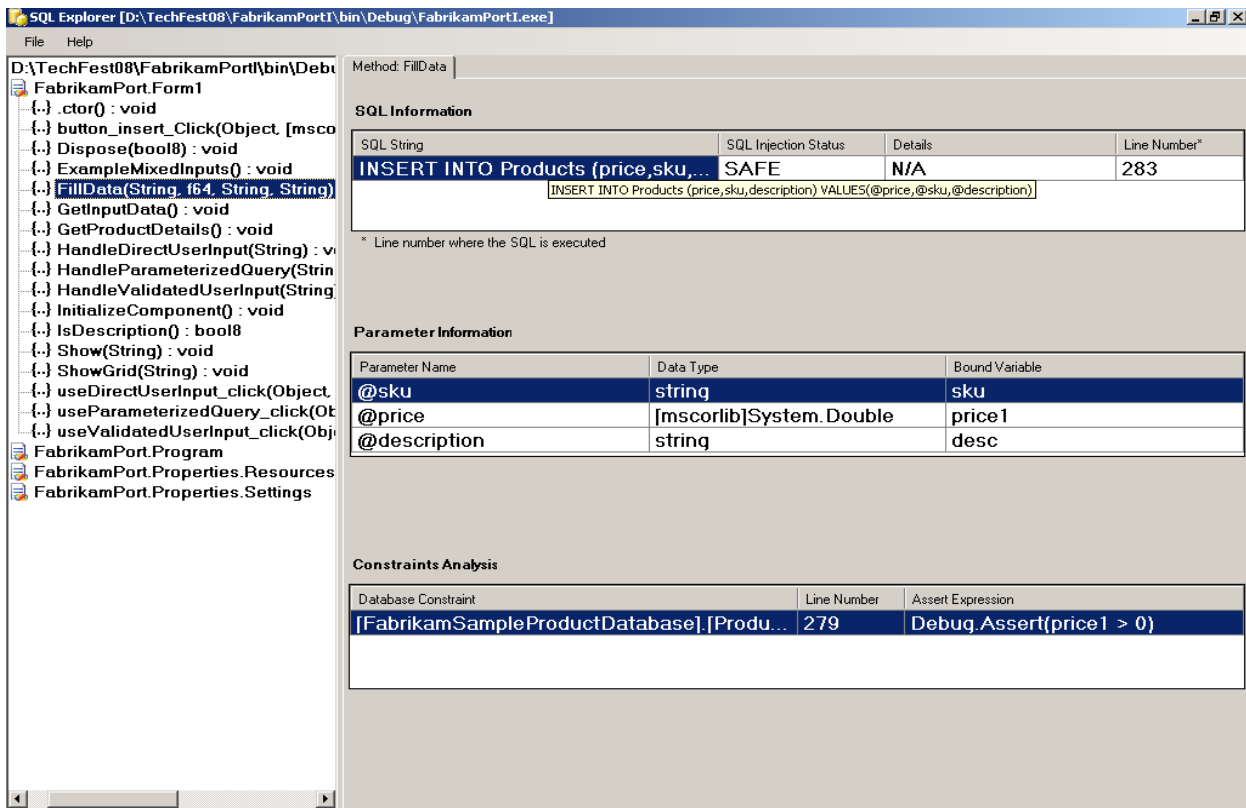 SQL Explorer [D:\TechFest08\FabrikamPortI\bin\Debug\FabrikamPortI.exe]
File Help
D:\TechFest08\FabrikamPortI\bin\Debu
FabrikamPort.Form1
{..} .ctor() : void
{..} button_insert_Click(Object, [msco
{..} Dispose(bool8) : void
{..} ExampleMixedInputs() : void
{..} FillData(String, f64, String, String)
{..} GetInputData() : void
{..} GetProductDetails() : void
{..} HandleDirectUserInput(String) : v
{..} HandleParameterizedQuery(Strin
{..} HandleValidatedUserInput(String
{..} InitializeComponent() : void
{..} IsDescription() : bool8
{..} Show(String) : void
{..} ShowGrid(String) : void
{..} useDirectUserInput_click(Object,
{..} useParameterizedQuery_click(Ob
{..} useValidatedUserInput_click(Obj
FabrikamPort.Program
FabrikamPort.Properties.Resources
FabrikamPort.Properties.Settings
Method: FillData
SQL Information
SQL String SQL Injection Status Details Line Number*
INSERT INTO Products (price,sku,... SAFE N/A 283
INSERT INTO Products (price,sku,description) VALUES(@price,@sku,@description)
* Line number where the SQL is executed
Parameter Information
Parameter Name Data Type Bound Variable
@sku string sku
@price [mscorlib]System.Double price1
@description string desc
Constraints Analysis
Database Constraint Line Number Assert Expression
[FabrikamSampleProductDatabase].[Produ... 279 Debug.Assert(price1 > 0)